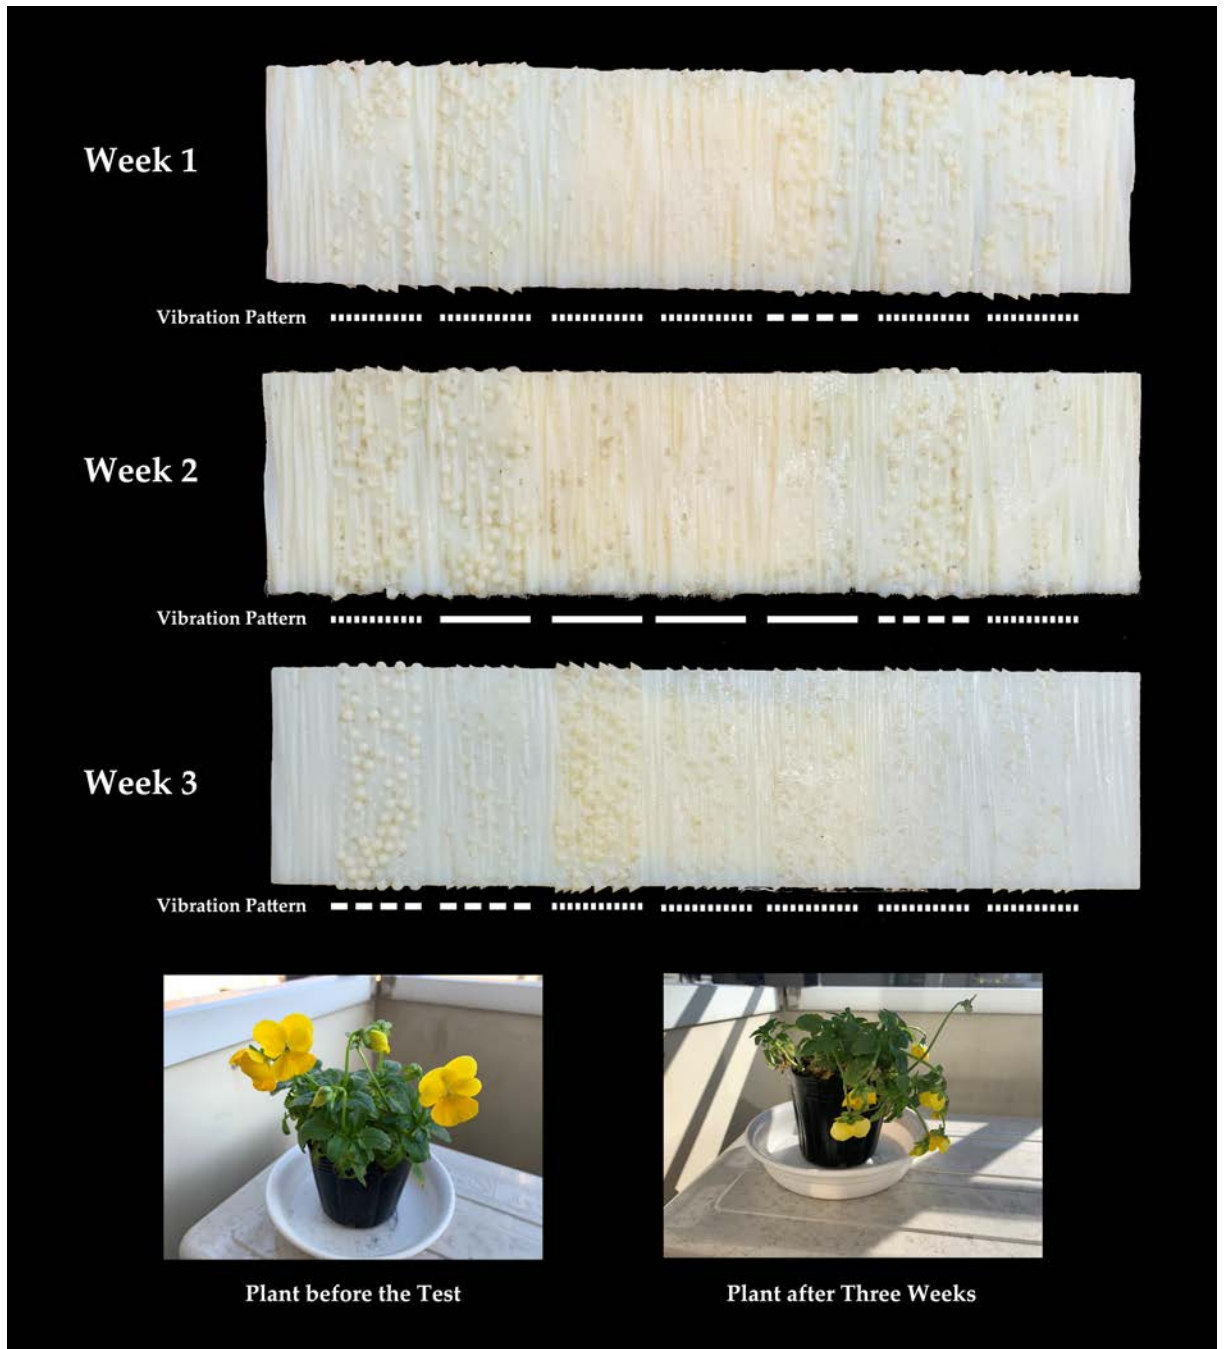 Week 1
Vibration Pattern
Week 2
Vibration Pattern
Week 3
Vibration Pattern
Plant before the Test
Plant after Three Weeks